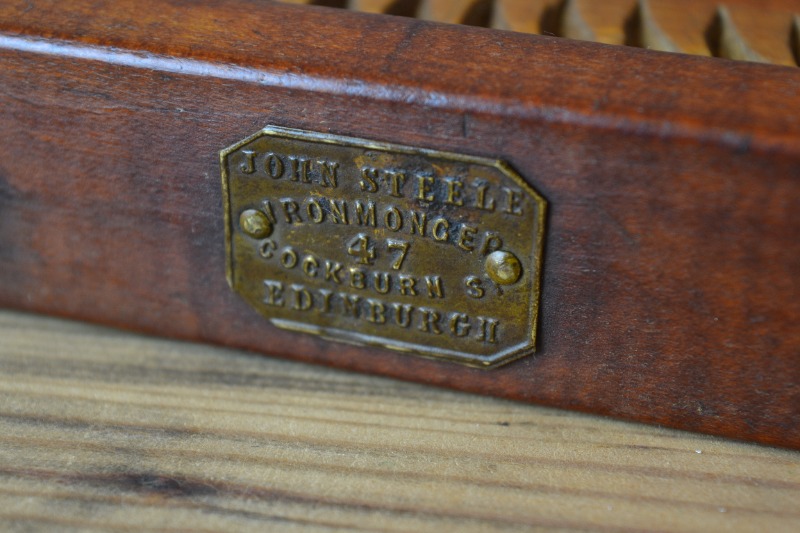 JOHN STEELE
IRONMONGER
47
COCKBURN ST
EDINBURGH